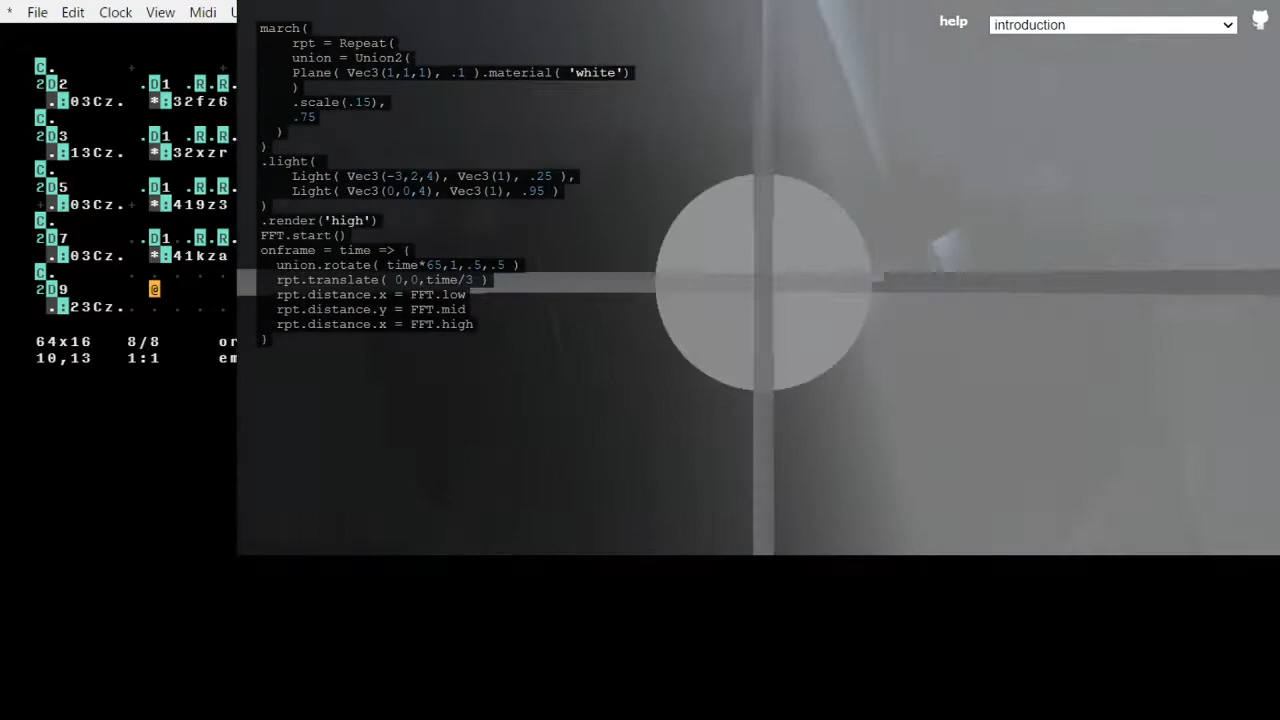 * File Edit Clock View Midi
help
introduction
C.
2D2 .D1 .R.R.
.:03Cz. *:32fz6
C.
2D3 .D1 .R.R.
.:13Cz. *:32xzr
C.
2D5 .D1 .R.R.
.:03Cz. *:419z3
C.
2D7 .D1 .R.R.
.:03Cz. *:41kza
C.
2D9 @
.:23Cz.
64x16 8/8 or
10,13 1:1 em
march(
rpt = Repeat(
union = Union2(
Plane( Vec3(1,1,1), .1 ).material( 'white')
)
.scale(.15),
.75
)
)
.light(
Light( Vec3(-3,2,4), Vec3(1), .25 ),
Light( Vec3(0,0,4), Vec3(1), .95 )
)
.render('high')
FFT.start()
onframe = time => {
union.rotate( time*65,1,.5,.5 )
rpt.translate( 0,0,time/3 )
rpt.distance.x = FFT.low
rpt.distance.y = FFT.mid
rpt.distance.x = FFT.high
}